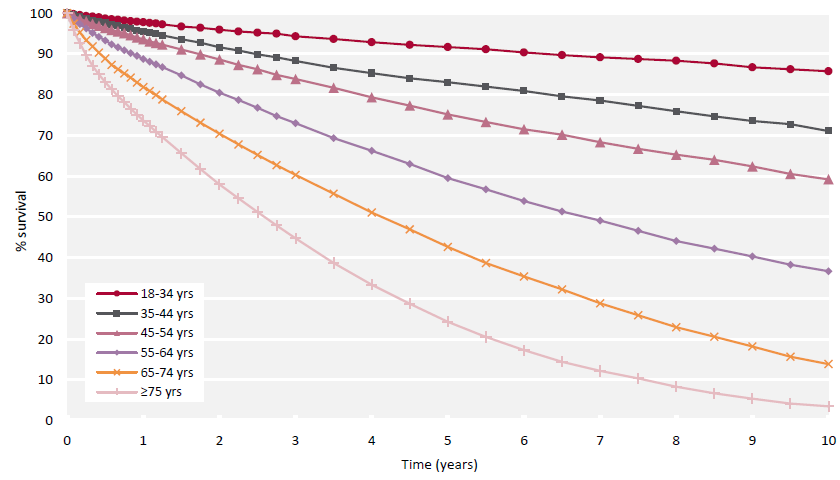 100
90
80
70
60
50
40
30
20
10
0
% survival
18-34 yrs
35-44 yrs
45-54 yrs
55-64 yrs
65-74 yrs
≥75 yrs
0 1 2 3 4 5 6 7 8 9 10
Time (years)